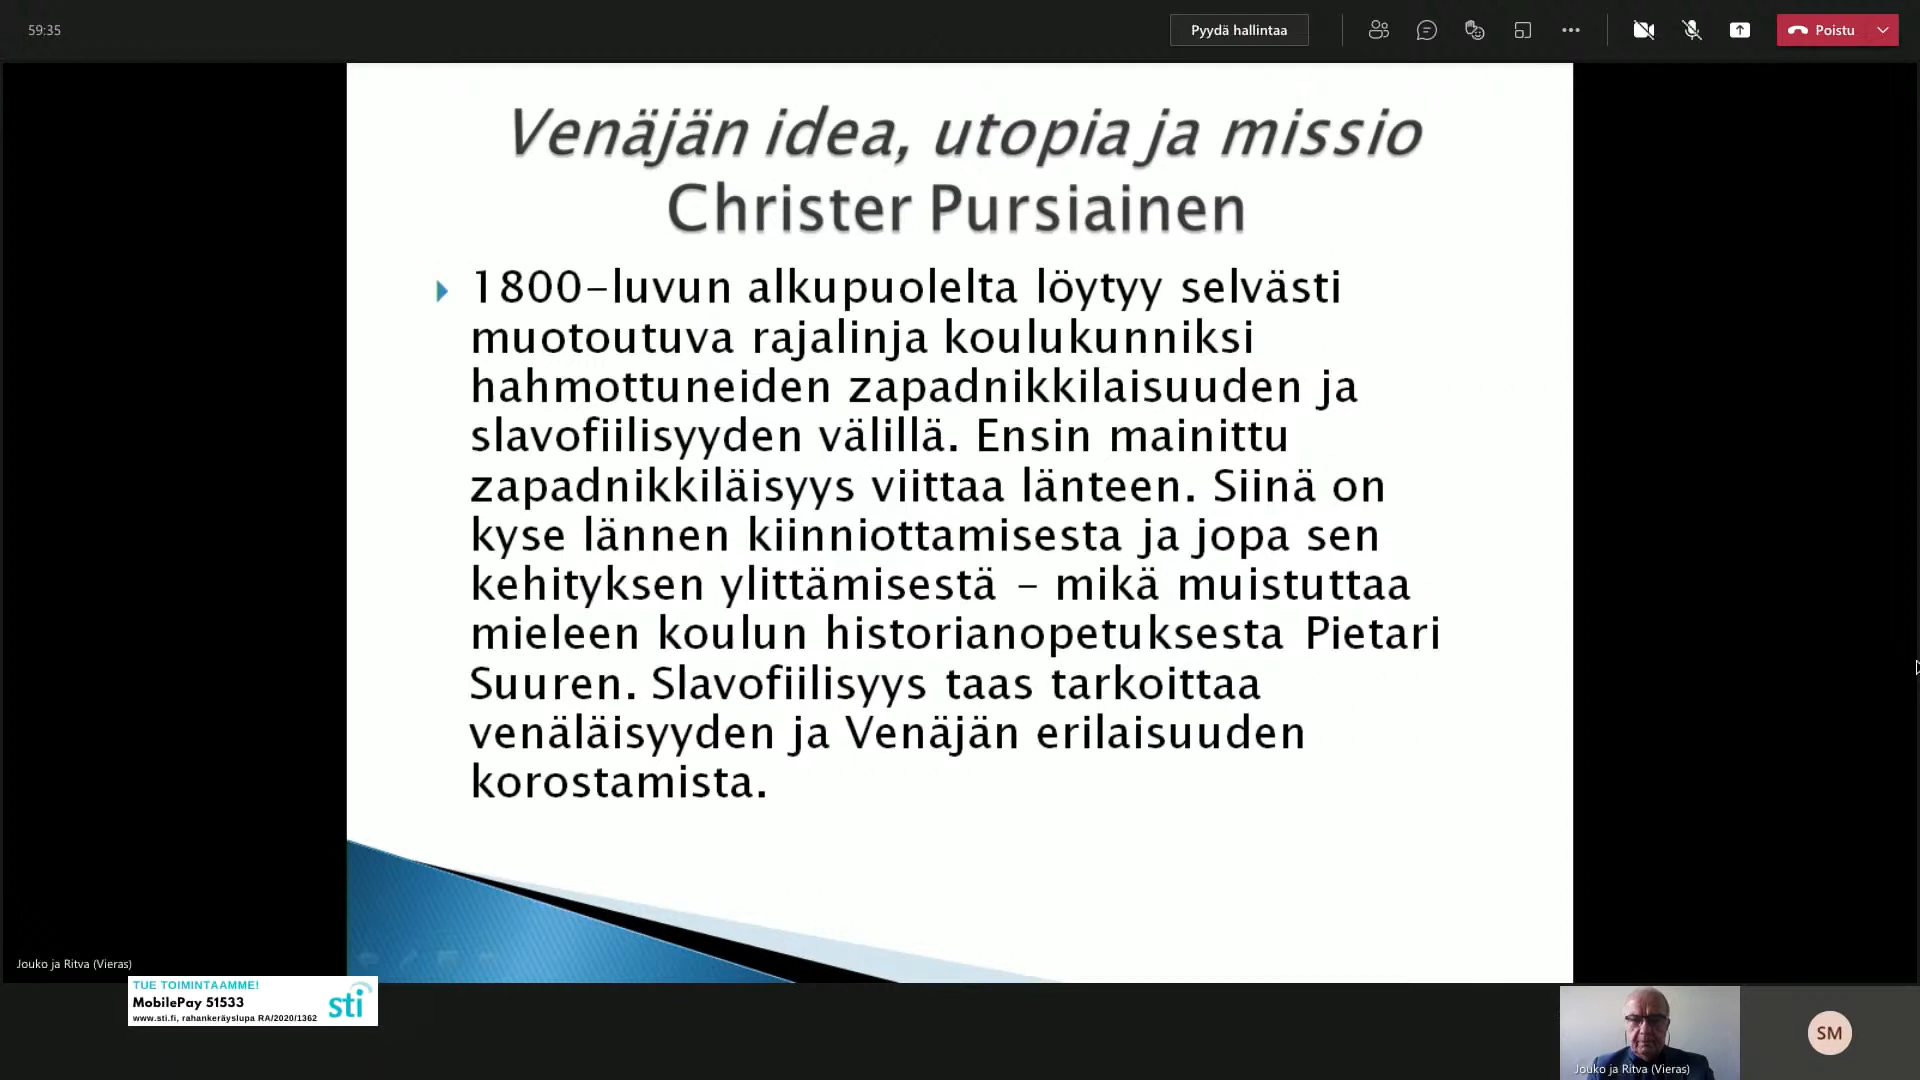 59:35
Pyydä hallintaa
Poistu
Venäjän idea, utopia ja missio
Christer Pursiainen
1800-luvun alkupuolelta löytyy selvästi
muotoutuva rajalinja koulukunniksi
hahmottuneiden zapadnikkilaisuuden ja
slavofiilisyyden välillä. Ensin mainittu
zapadnikkiläisyys viittaa länteen. Siinä on
kyse lännen kiinniottamisesta ja jopa sen
kehityksen ylittämisestä – mikä muistuttaa
mieleen koulun historianopetuksesta Pietari
Suuren. Slavofiilisyys taas tarkoittaa
venäläisyyden ja Venäjän erilaisuuden
korostamista.
Jouko ja Ritva (Vieras)
TUE TOIMINTAAMME!
MobilePay 51533
www.sti.fi, rahankeräyslupa RA/2020/1362
sti
Jouko ja Ritva (Vieras)
SM